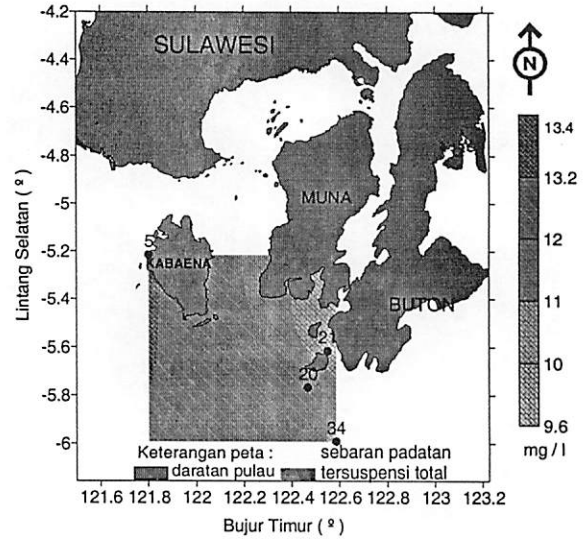 -4.2
-4.4
-4.6
-4.8
-5
-5.2
-5.4
-5.6
-5.8
-6
Lintang Selatan ( º )
SULAWESI
MUNA
KABAENA
BUTON
5
21
20
34
Keterangan peta :
daratan pulau
sebaran padatan
tersuspensi total
121.6 121.8 122 122.2 122.4 122.6 122.8 123 123.2
Bujur Timur ( º )
N
13.4
13.2
12
11
10
9.6
mg / l